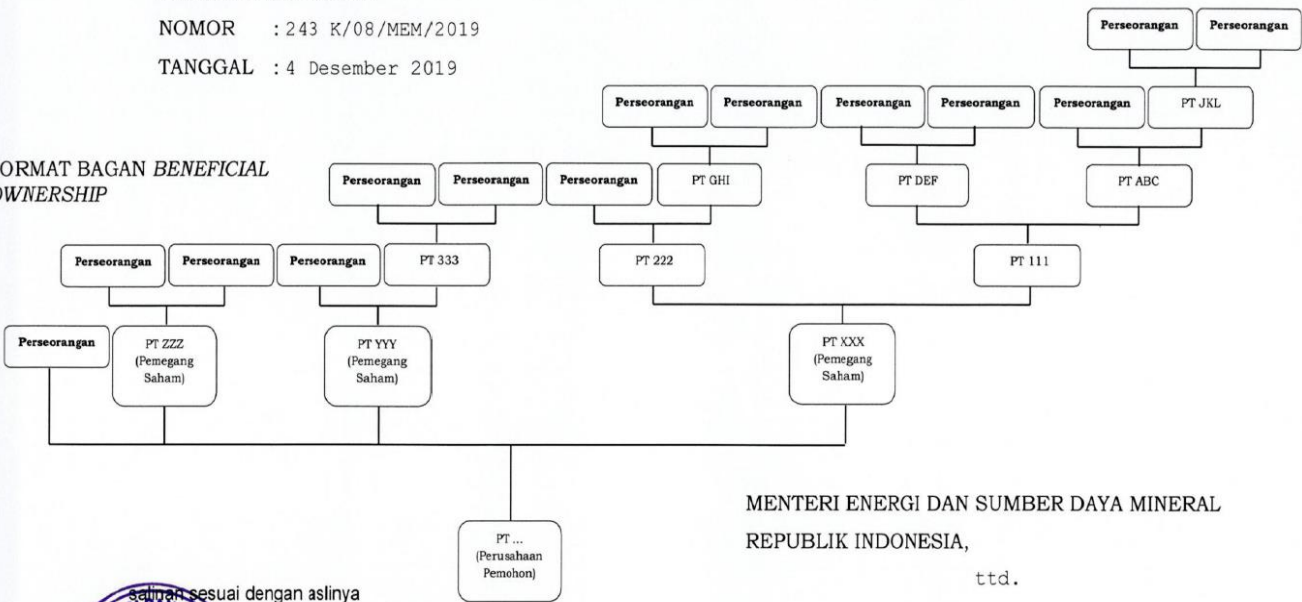 NOMOR : 243 K/08/MEM/2019
TANGGAL : 4 Desember 2019
ORMAT BAGAN BENEFICIAL
OWNERSHIP
Perseorangan Perseorangan
Perseorangan Perseorangan Perseorangan Perseorangan Perseorangan PT JKL
Perseorangan Perseorangan Perseorangan PT GHI PT DEF PT ABC
Perseorangan Perseorangan Perseorangan PT 333 PT 222 PT 111
Perseorangan
PT ZZZ
(Pemegang
Saham)
PT YYY
(Pemegang
Saham)
PT XXX
(Pemegang
Saham)
PT ...
(Perusahaan
Pemohon)
MENTERI ENERGI DAN SUMBER DAYA MINERAL
REPUBLIK INDONESIA,
ttd.
salinan sesuai dengan aslinya